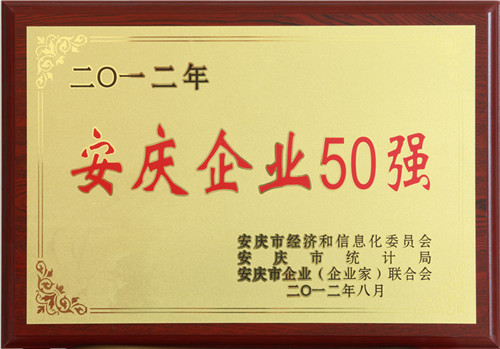 二〇一二年
安庆企业50强
安庆市经济和信息化委员会
安庆市统计局
安庆市企业（企业家）联合会
二〇一二年八月